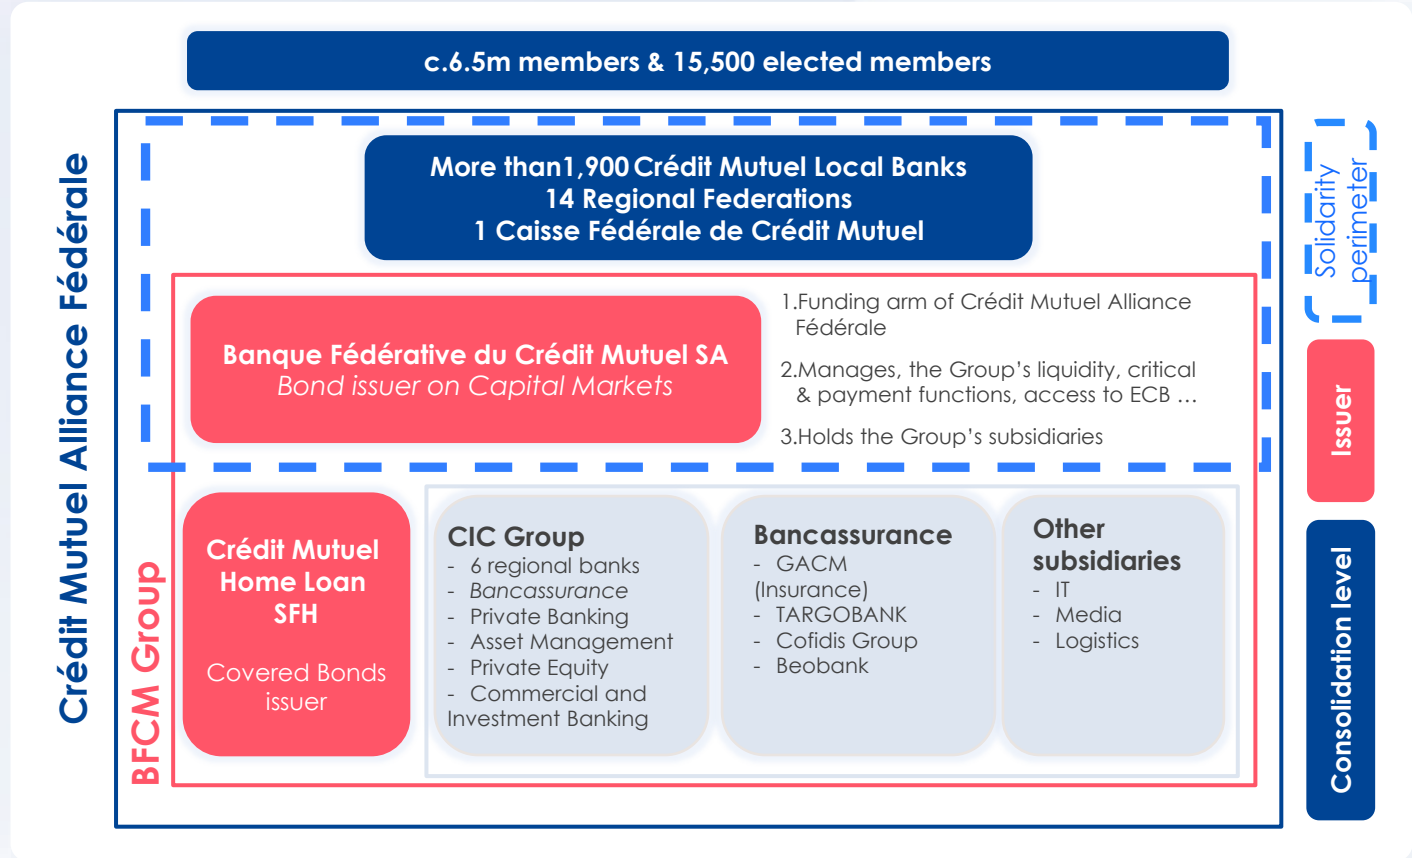 c.6.5m members & 15,500 elected members
Crédit Mutuel Alliance Fédérale
More than1,900 Crédit Mutuel Local Banks
14 Regional Federations
1 Caisse Fédérale de Crédit Mutuel
Solidarity
perimeter
BFCM Group
Banque Fédérative du Crédit Mutuel SA
Bond issuer on Capital Markets
1.Funding arm of Crédit Mutuel Alliance
Fédérale
2.Manages, the Group’s liquidity, critical
& payment functions, access to ECB …
3.Holds the Group’s subsidiaries
Issuer
Crédit Mutuel
Home Loan
SFH
Covered Bonds
issuer
CIC Group
- 6 regional banks
- Bancassurance
- Private Banking
- Asset Management
- Private Equity
- Commercial and
Investment Banking
Bancassurance
- GACM
(Insurance)
- TARGOBANK
- Cofidis Group
- Beobank
Other
subsidiaries
- IT
- Media
- Logistics
Consolidation level